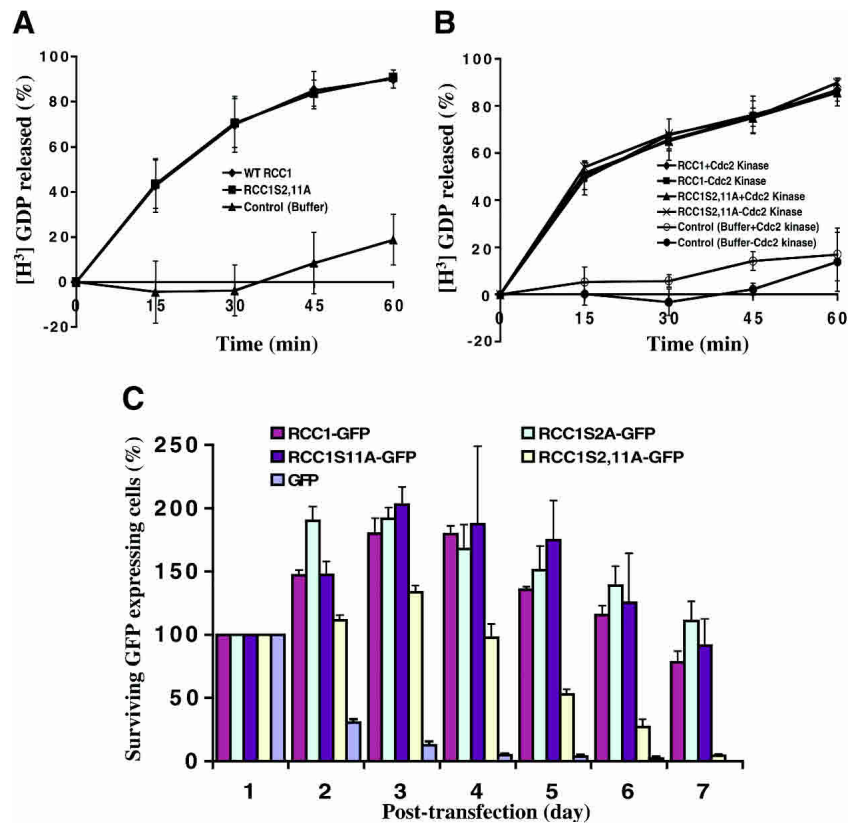 A
[H³] GDP released (%)
100
80
60
40
20
0
-20
0 15 30 45 60
Time (min)
WT RCC1
RCC1S2,11A
Control (Buffer)
B
[H³] GDP released (%)
100
80
60
40
20
0
-20
0 15 30 45 60
Time (min)
RCC1+Cdc2 Kinase
RCC1-Cdc2 Kinase
RCC1S2,11A+Cdc2 Kinase
RCC1S2,11A-Cdc2 Kinase
Control (Buffer+Cdc2 kinase)
Control (Buffer-Cdc2 kinase)
C
RCC1-GFP RCC1S2A-GFP
RCC1S11A-GFP RCC1S2,11A-GFP
GFP
Surviving GFP expressing cells (%)
250
200
150
100
50
0
1 2 3 4 5 6 7
Post-transfection (day)